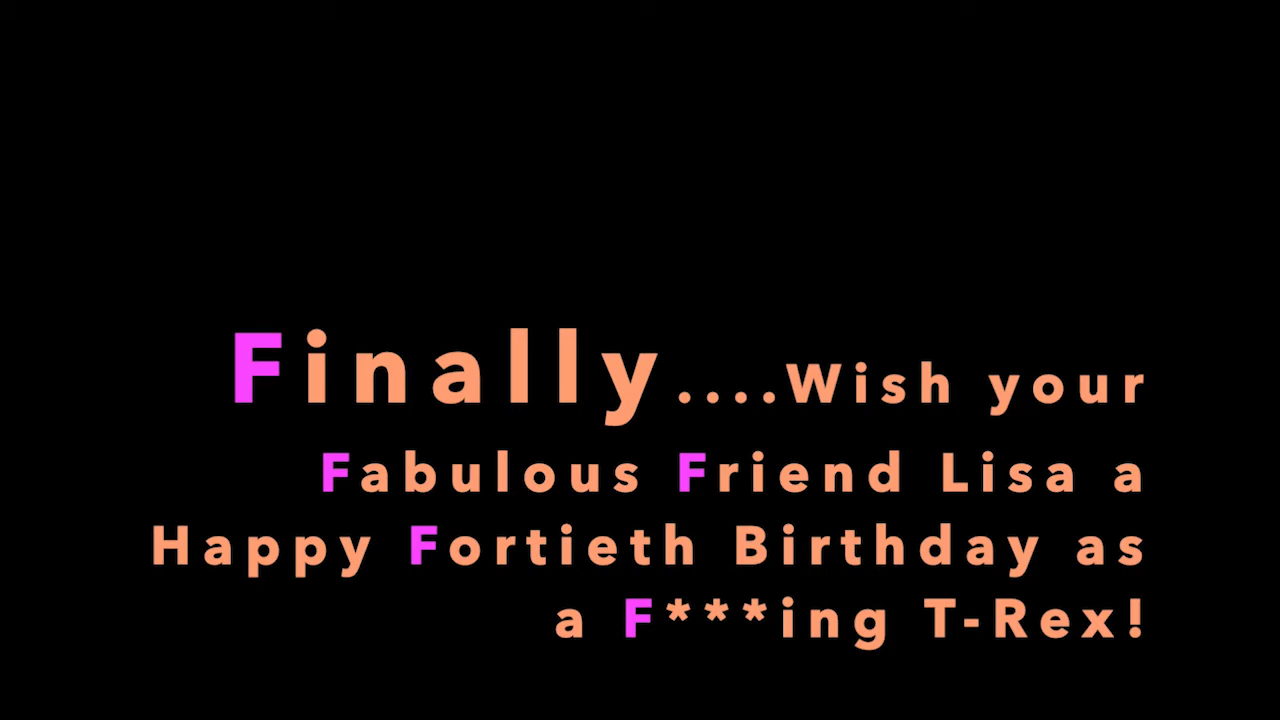 Finally....Wish your
Fabulous Friend Lisa a
Happy Fortieth Birthday as
a F***ing T-Rex!